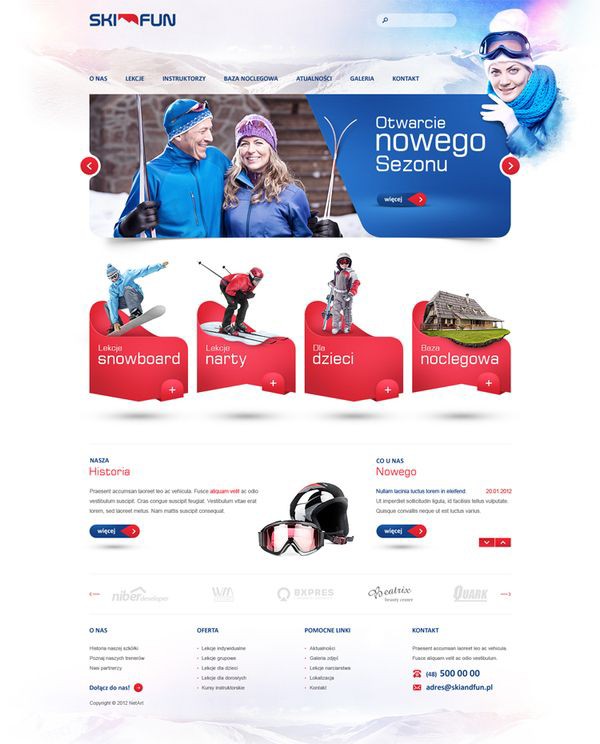 SKI FUN
O NAS LEKCJE INSTRUKTORZY BAZA NOCLEGOWA ATUALNOŚCI GALERIA KONTAKT
Otwarcie
nowego
Sezonu
więcej
Lekcje
snowboard
Lekcje
narty
Dla
dzieci
Baza
noclegowa
NASZA
Historia
Praesent accumsan laoreet leo ac vehicula. Fusce aliquam velit ac odio
vestibulum suscipit. Cras congue suscipit feugiat. Vestibulum vitae erat
lorem, sed laoreet metus. Nam mattis suscipit consequat.
więcej
CO U NAS
Nowego
Nullam lacinia luctus lorem in eleifend. 20.01.2012
Ut imperdiet sollicitudin ligula, id facilisis tellus vulputate.
Quisque convallis neque ut est luctus varius.
więcej
niberdeveloper
BXPRES
Beatrix
beauty center
QUARK
O NAS
Historia naszej szkółki
Poznaj naszych trenerów
Nasi partnerzy
Dołącz do nas!
Copyright © 2012 NetArt
OFERTA
Lekcje indywidualne
Lekcje grupowe
Lekcje dla dzieci
Lekcje dla dorosłych
Kursy instruktorskie
POMOCNE LINKI
Aktualności
Galeria zdjęć
Lekcje narciarstwa
Lokalizacja
Kontakt
KONTAKT
Praesent accumsan laoreet leo ac vehicula.
Fusce aliquam velit ac odio vestibulum.
(48) 500 00 00
adres@skiandfun.pl